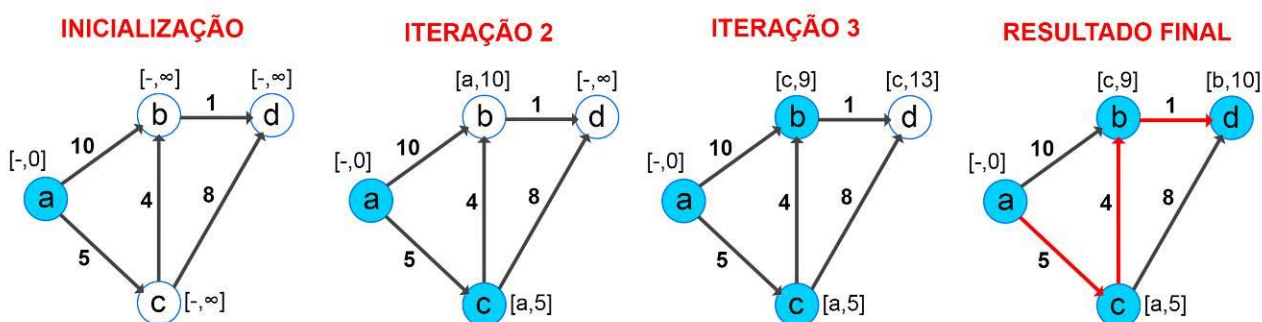 INICIALIZAÇÃO
[-,∞]
[-,∞]
b
1
d
10
[-,0]
a
4
8
5
c
[-,∞]
ITERAÇÃO 2
[a,10]
[-,∞]
b
1
d
10
[-,0]
a
4
8
5
c
[a,5]
ITERAÇÃO 3
[c,9]
[c,13]
b
1
d
10
[-,0]
a
4
8
5
c
[a,5]
RESULTADO FINAL
[c,9]
[b,10]
b
1
d
10
[-,0]
a
4
8
5
c
[a,5]